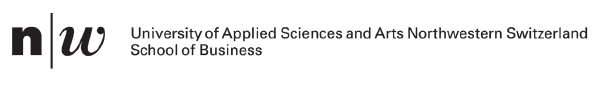 n|w University of Applied Sciences and Arts Northwestern Switzerland
School of Business